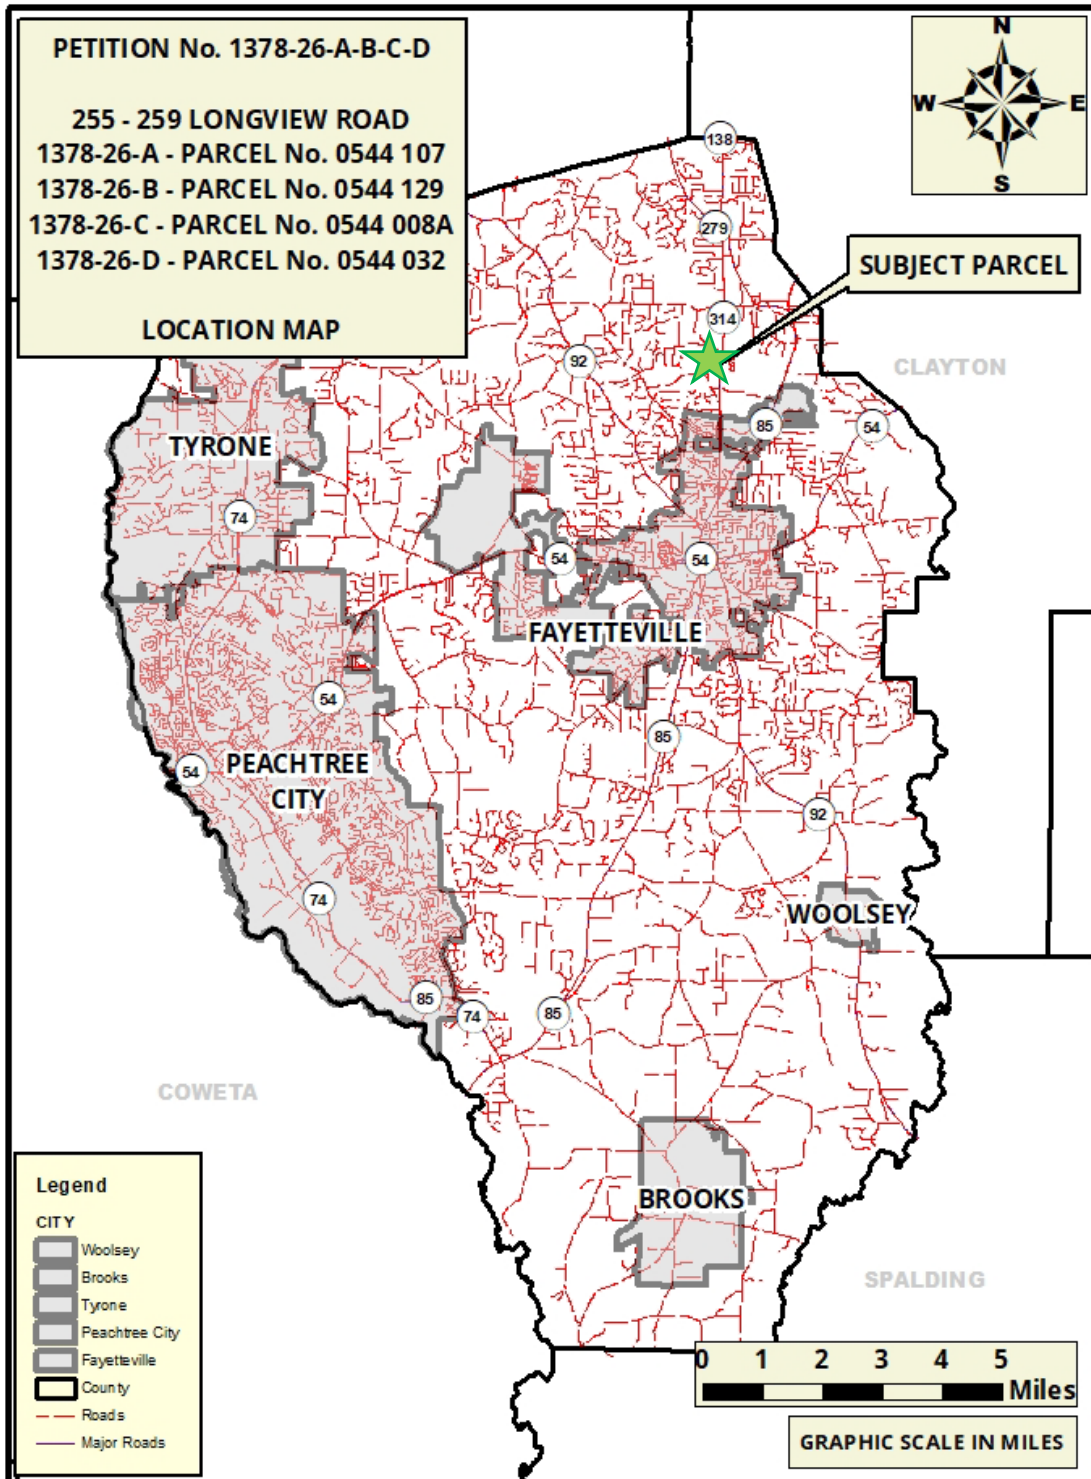 PETITION No. 1378-26-A-B-C-D
255 - 259 LONGVIEW ROAD
1378-26-A - PARCEL No. 0544 107
1378-26-B - PARCEL No. 0544 129
1378-26-C - PARCEL No. 0544 008A
1378-26-D - PARCEL No. 0544 032
LOCATION MAP
N
W
E
S
138
279
SUBJECT PARCEL
314
92
CLAYTON
85
54
TYRONE
74
54
54
FAYETTEVILLE
54
85
54
PEACHTREE
CITY
92
74
WOOLSEY
85
74
85
COWETA
BROOKS
SPALDING
Legend
CITY
Woolsey
Brooks
Tyrone
Peachtree City
Fayetteville
County
Roads
Major Roads
0 1 2 3 4 5
Miles
GRAPHIC SCALE IN MILES